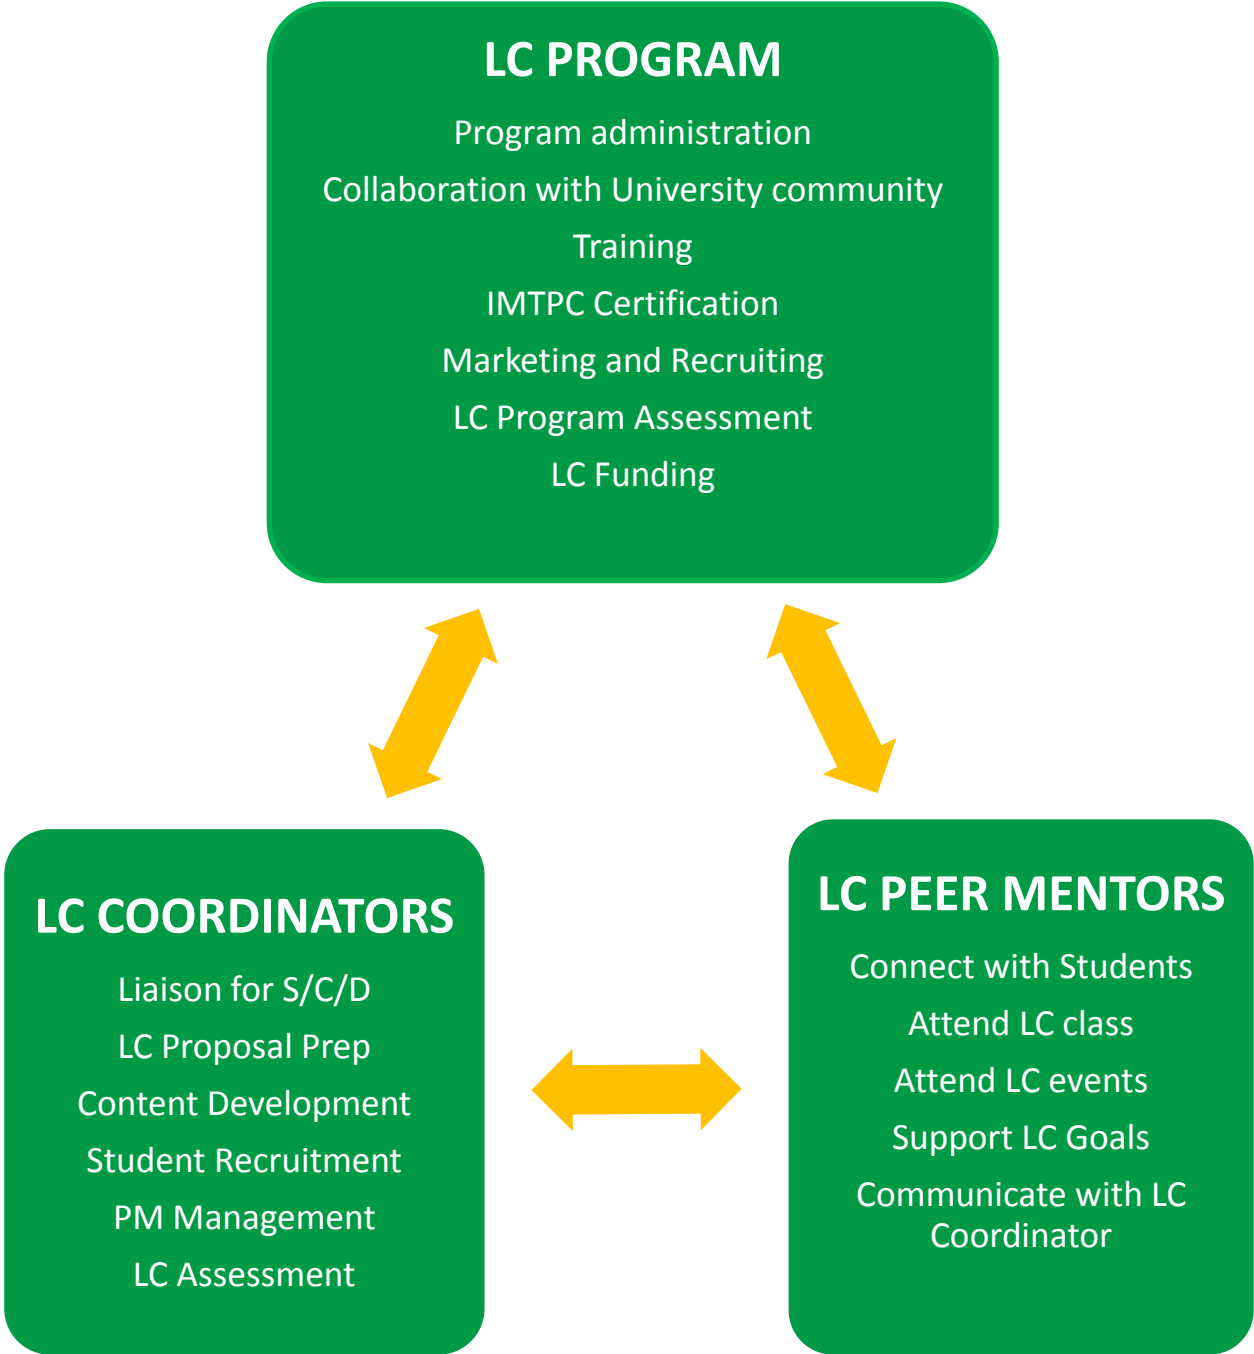 LC PROGRAM
Program administration
Collaboration with University community
Training
IMTPC Certification
Marketing and Recruiting
LC Program Assessment
LC Funding
LC COORDINATORS
Liaison for S/C/D
LC Proposal Prep
Content Development
Student Recruitment
PM Management
LC Assessment
LC PEER MENTORS
Connect with Students
Attend LC class
Attend LC events
Support LC Goals
Communicate with LC
Coordinator